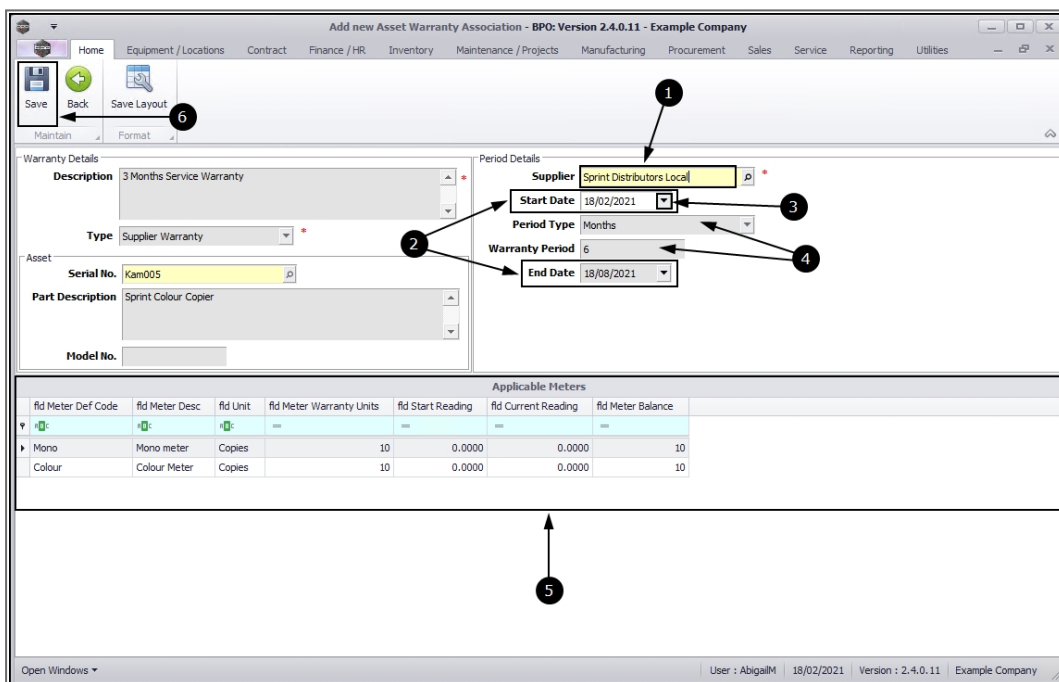 Add new Asset Warranty Association - BPO: Version 2.4.0.11 - Example Company
Home Equipment / Locations Contract Finance / HR Inventory Maintenance / Projects Manufacturing Procurement Sales Service Reporting Utilities
Save Back Save Layout
Maintain Format
6
1
Warranty Details
Description 3 Months Service Warranty *
Type Supplier Warranty *
Asset
Serial No. Kam005
Part Description Sprint Colour Copier
Model No.
Period Details
Supplier Sprint Distributors Local *
Start Date 18/02/2021
Period Type Months
Warranty Period 6
End Date 18/08/2021
2
3
4
Applicable Meters
fld Meter Def Code fld Meter Desc fld Unit fld Meter Warranty Units fld Start Reading fld Current Reading fld Meter Balance
Mono Mono meter Copies 10 0.0000 0.0000 10
Colour Colour Meter Copies 10 0.0000 0.0000 10
5
Open Windows User : AbigailM 18/02/2021 Version : 2.4.0.11 Example Company